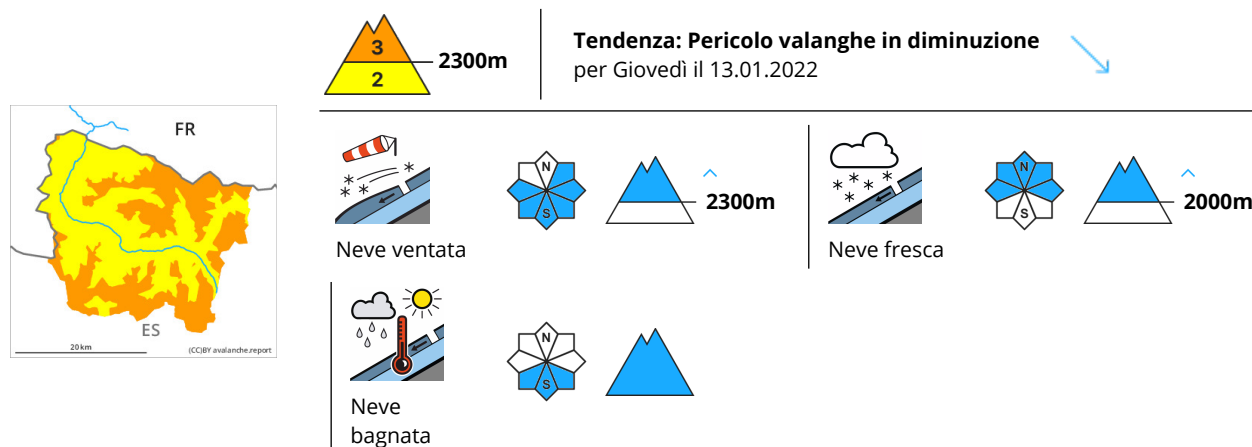 3
2
2300m
Tendenza: Pericolo valanghe in diminuzione
per Giovedì il 13.01.2022
FR
ES
20 km
(CC)BY avalanche.report
N
S
2300m
Neve ventata
N
S
2000m
Neve fresca
N
S
Neve
bagnata